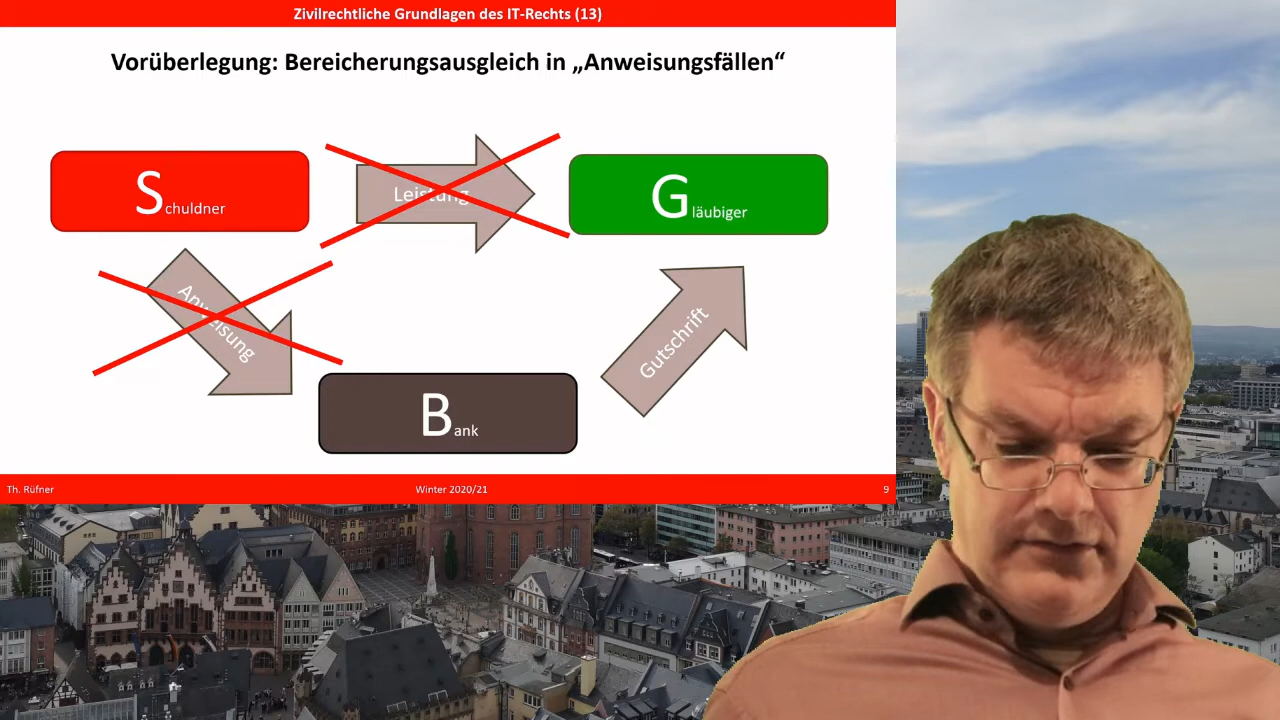 Zivilrechtliche Grundlagen des IT-Rechts (13)
Vorüberlegung: Bereicherungsausgleich in „Anweisungsfällen“
Schuldner
Leistung
Gläubiger
Anweisung
Gutschrift
Bank
Th. Rüfner
Winter 2020/21
9